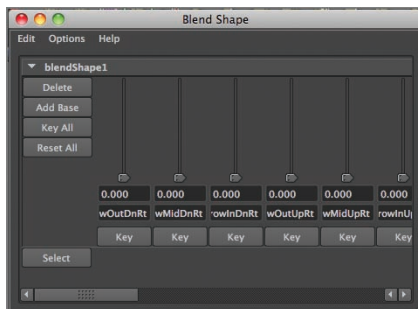 Blend Shape
Edit Options Help
blendShape1
Delete
Add Base
Key All
Reset All
0.000 0.000 0.000 0.000 0.000 0.000
wOutDnRt wMidDnRt rowInDnRt wOutUpRt wMidUpRt rowInUp
Key Key Key Key Key Key
Select